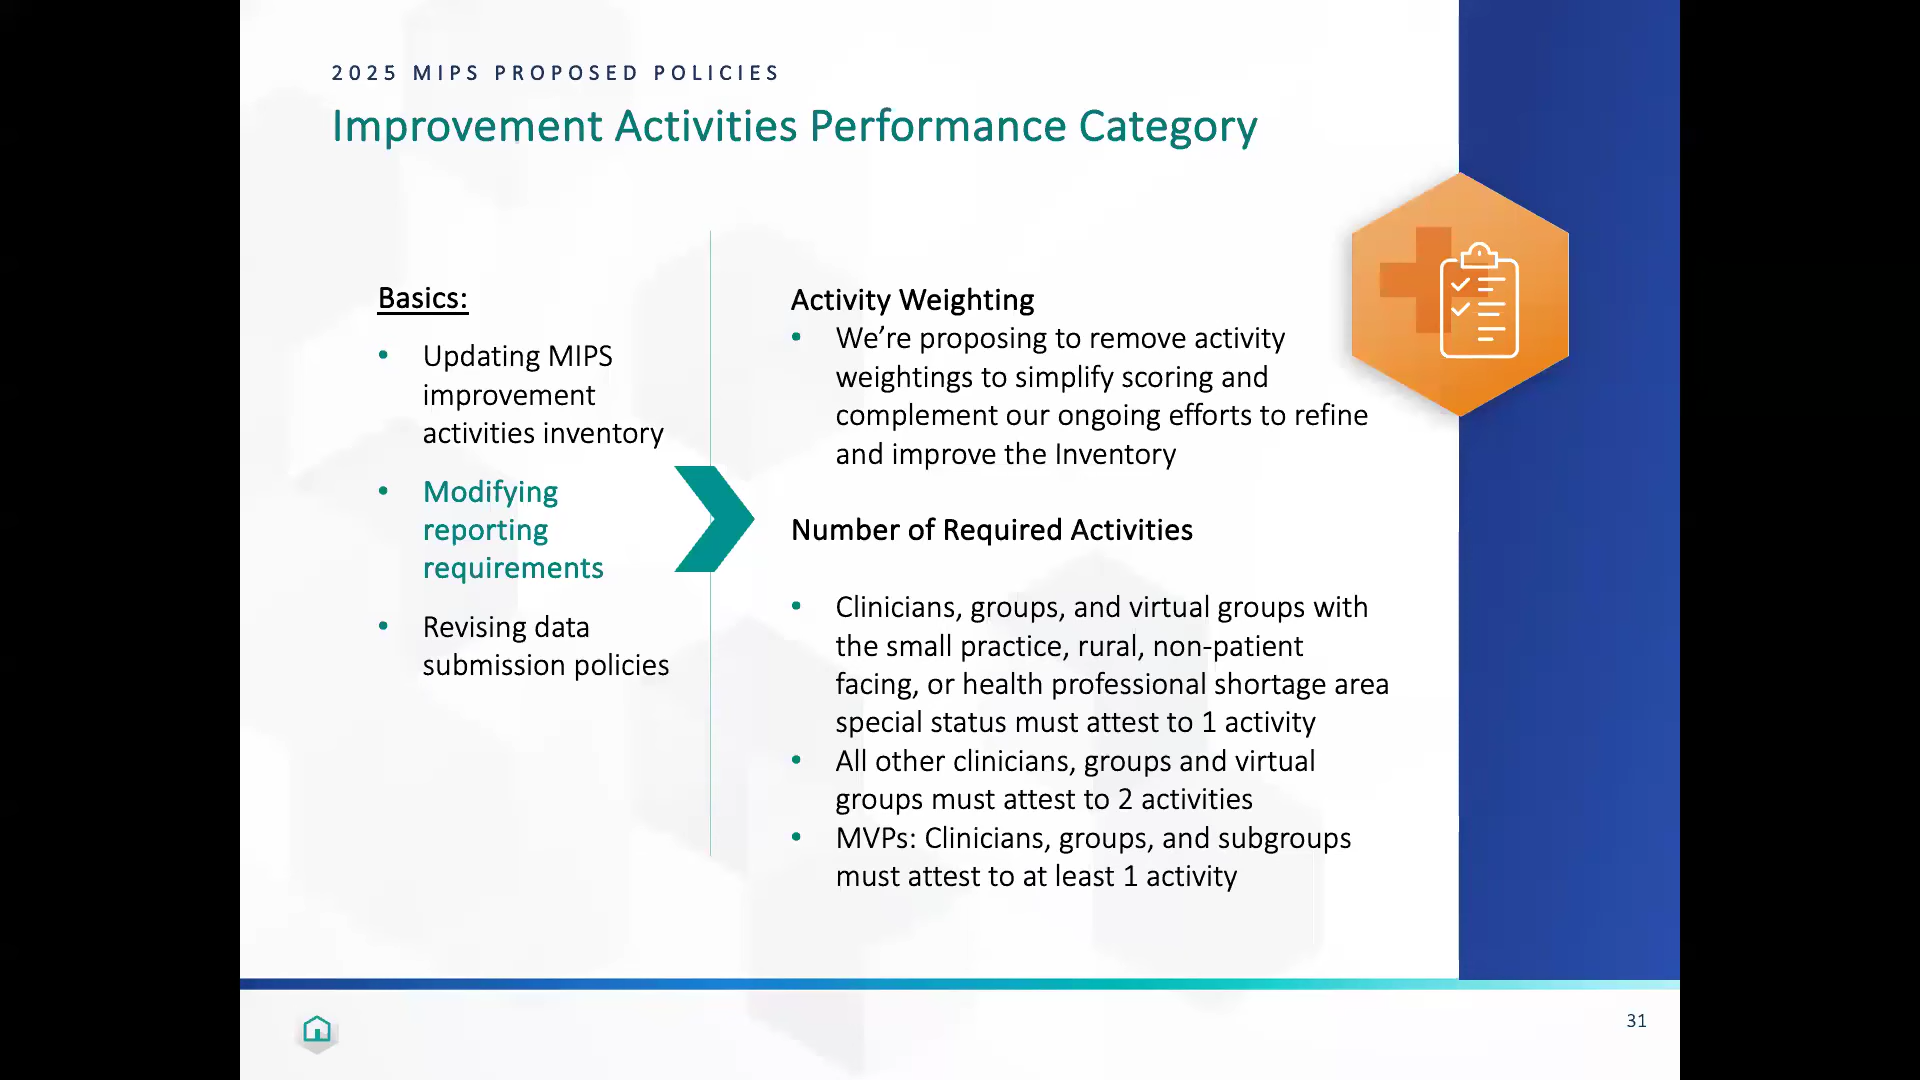 2025 MIPS PROPOSED POLICIES
Improvement Activities Performance Category
Basics:
• Updating MIPS
improvement
activities inventory
• Modifying
reporting
requirements
• Revising data
submission policies
Activity Weighting
• We’re proposing to remove activity
weightings to simplify scoring and
complement our ongoing efforts to refine
and improve the Inventory
Number of Required Activities
• Clinicians, groups, and virtual groups with
the small practice, rural, non-patient
facing, or health professional shortage area
special status must attest to 1 activity
• All other clinicians, groups and virtual
groups must attest to 2 activities
• MVPs: Clinicians, groups, and subgroups
must attest to at least 1 activity
31